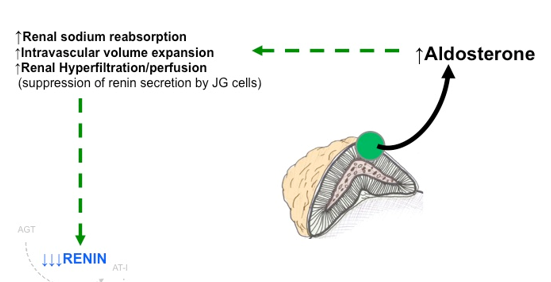 ↑Renal sodium reabsorption
↑Intravascular volume expansion
↑Renal Hyperfiltration/perfusion
(suppression of renin secretion by JG cells)
↑Aldosterone
AGT
↓↓↓RENIN
AT-I